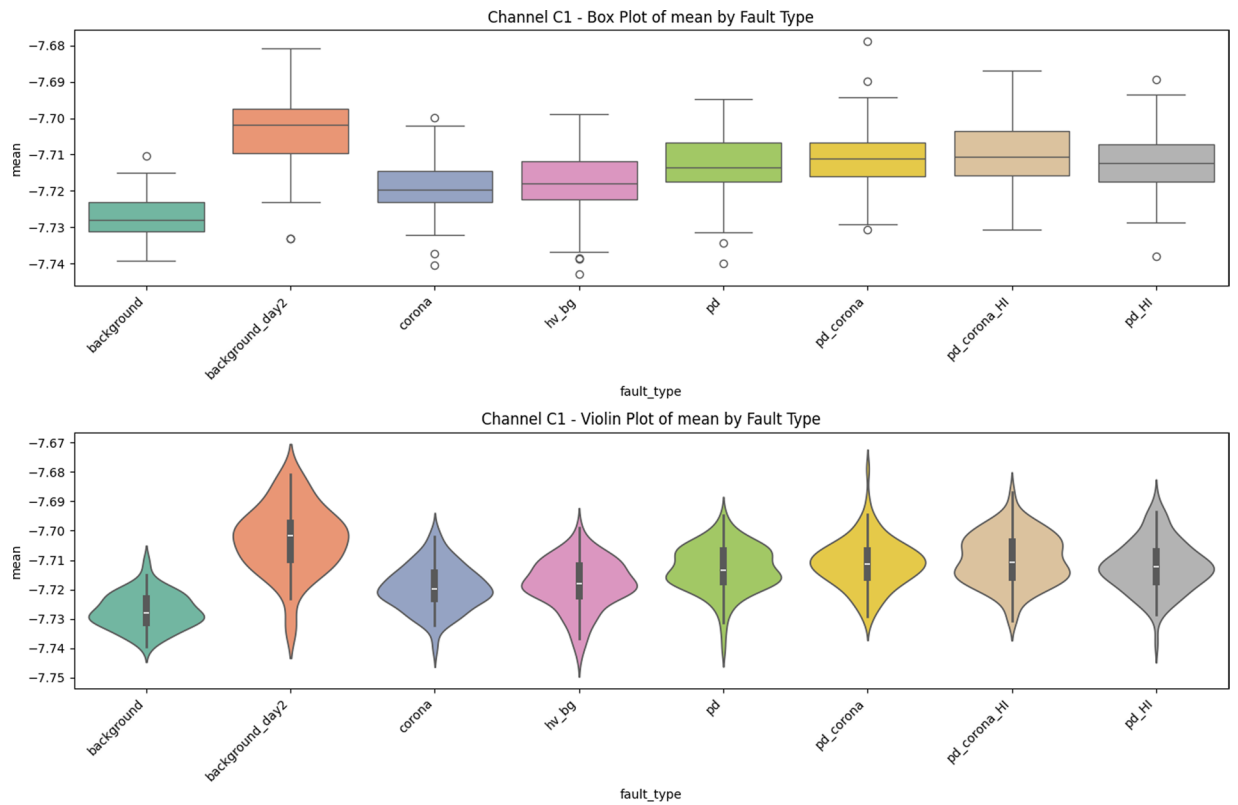 Channel C1 - Box Plot of mean by Fault Type
mean
−7.68
−7.69
−7.70
−7.71
−7.72
−7.73
−7.74
background
background_day2
corona
hv_bg
pd
pd_corona
pd_corona_HI
pd_HI
fault_type
Channel C1 - Violin Plot of mean by Fault Type
mean
−7.67
−7.68
−7.69
−7.70
−7.71
−7.72
−7.73
−7.74
−7.75
background
background_day2
corona
hv_bg
pd
pd_corona
pd_corona_HI
pd_HI
fault_type